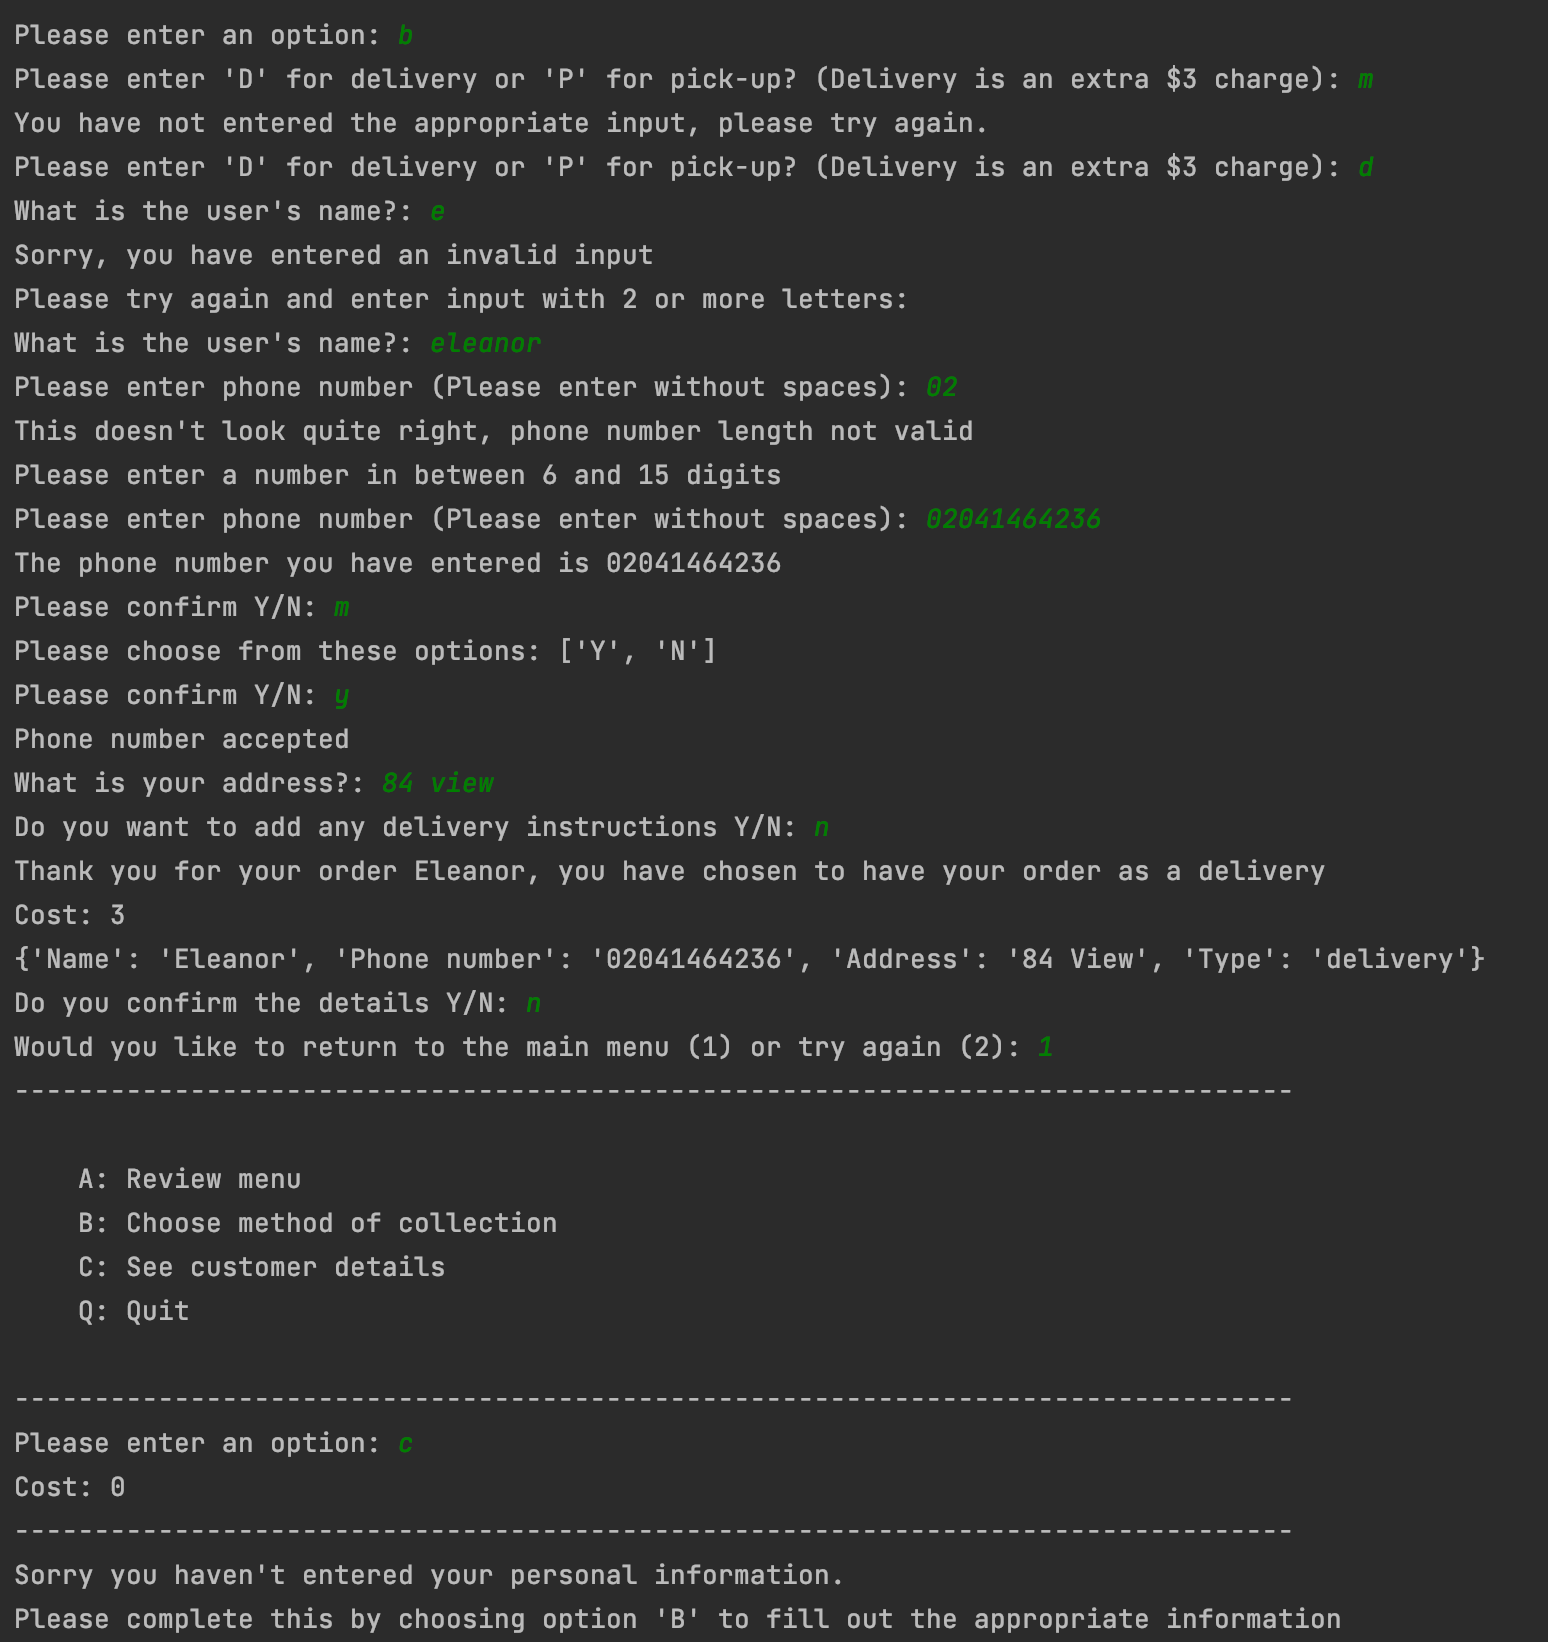 Please enter an option: b
Please enter 'D' for delivery or 'P' for pick-up? (Delivery is an extra $3 charge): m
You have not entered the appropriate input, please try again.
Please enter 'D' for delivery or 'P' for pick-up? (Delivery is an extra $3 charge): d
What is the user's name?: e
Sorry, you have entered an invalid input
Please try again and enter input with 2 or more letters:
What is the user's name?: eleanor
Please enter phone number (Please enter without spaces): 02
This doesn't look quite right, phone number length not valid
Please enter a number in between 6 and 15 digits
Please enter phone number (Please enter without spaces): 02041464236
The phone number you have entered is 02041464236
Please confirm Y/N: m
Please choose from these options: ['Y', 'N']
Please confirm Y/N: y
Phone number accepted
What is your address?: 84 view
Do you want to add any delivery instructions Y/N: n
Thank you for your order Eleanor, you have chosen to have your order as a delivery
Cost: 3
{'Name': 'Eleanor', 'Phone number': '02041464236', 'Address': '84 View', 'Type': 'delivery'}
Do you confirm the details Y/N: n
Would you like to return to the main menu (1) or try again (2): 1
--------------------------------------------------------------------------------
A: Review menu
B: Choose method of collection
C: See customer details
Q: Quit
--------------------------------------------------------------------------------
Please enter an option: c
Cost: 0
--------------------------------------------------------------------------------
Sorry you haven't entered your personal information.
Please complete this by choosing option 'B' to fill out the appropriate information